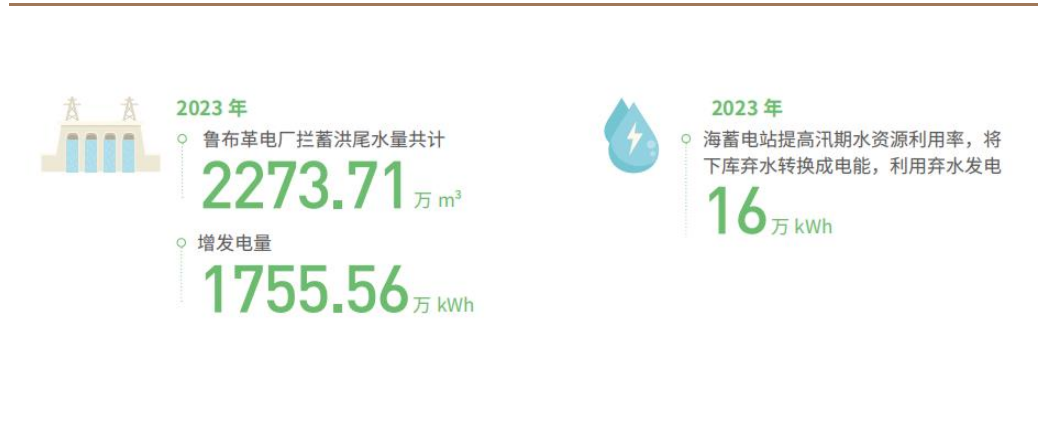 2023 年
鲁布革电厂拦蓄洪尾水量共计
2273.71 万 m³
增发电量
1755.56 万 kWh
2023 年
海蓄电站提高汛期水资源利用率，将
下库弃水转换成电能，利用弃水发电
16 万 kWh